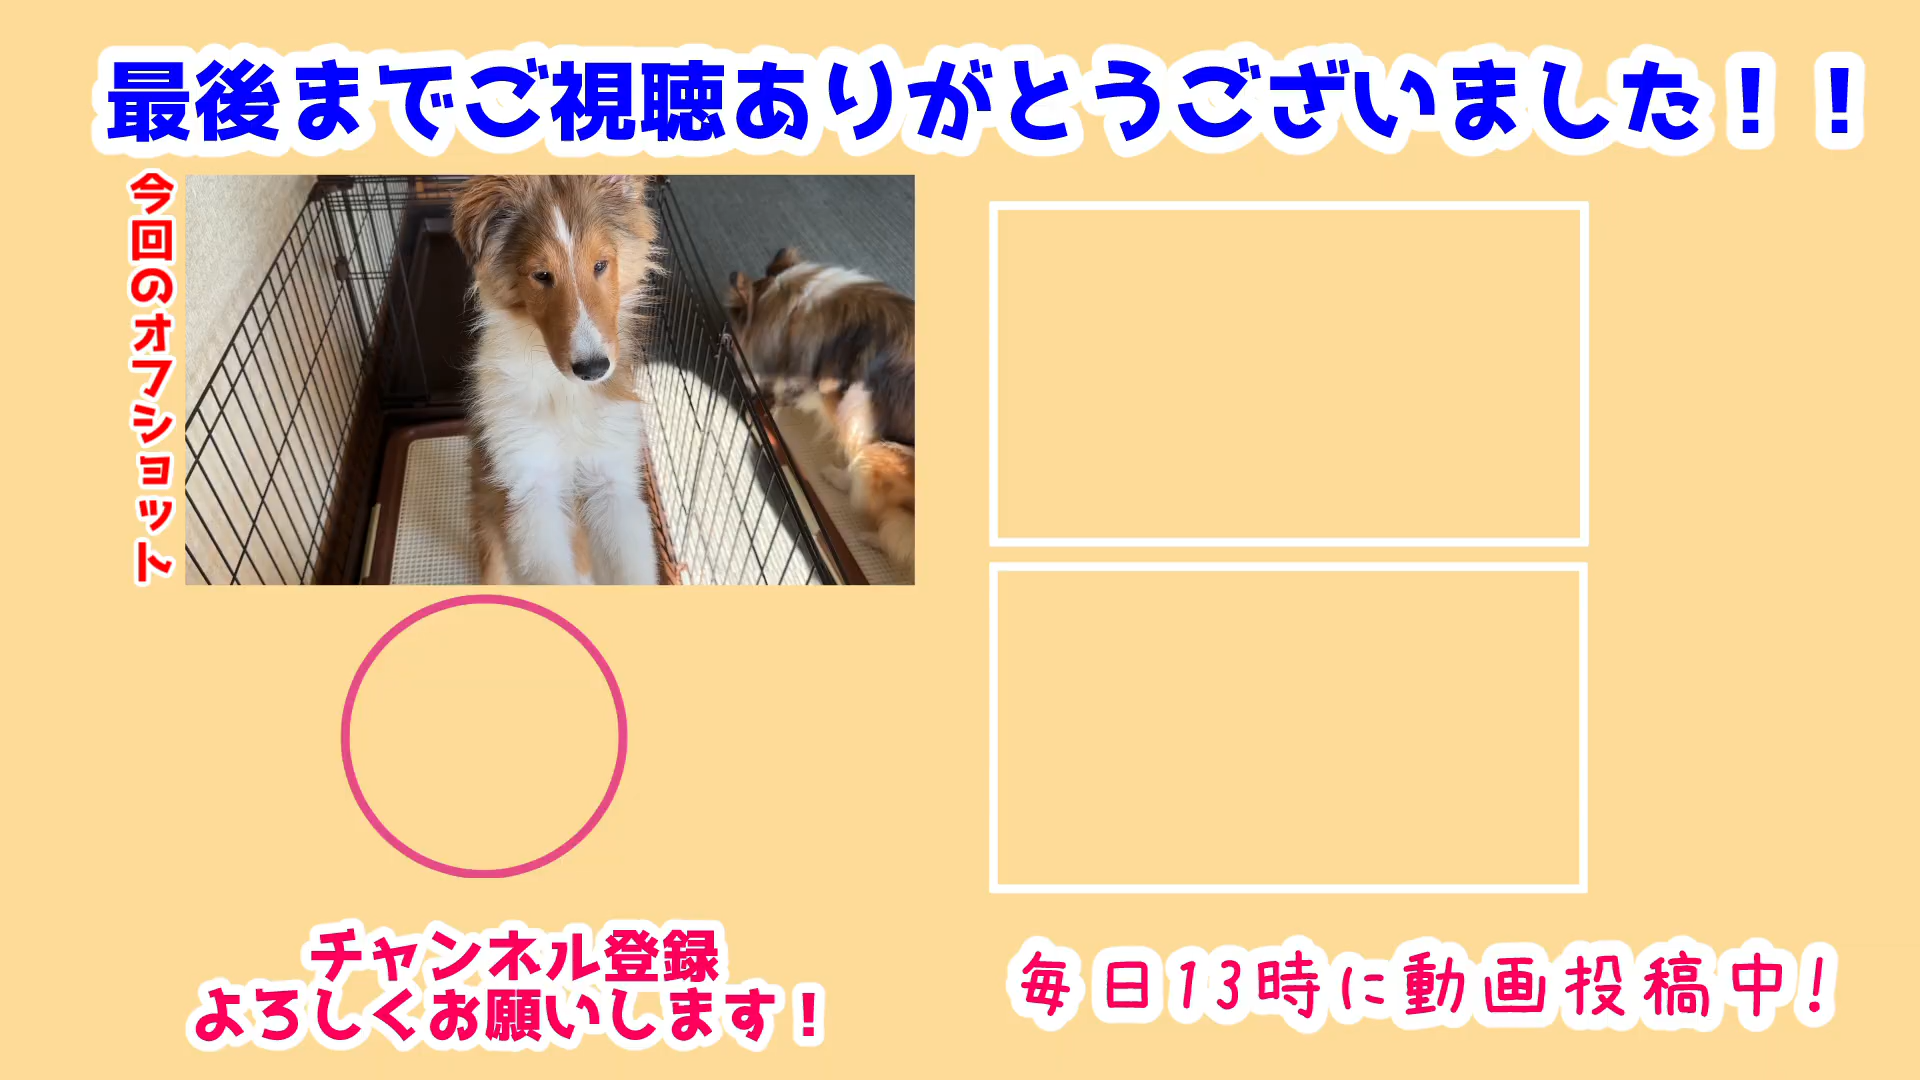 最後までご視聴ありがとうございました！！
今回のオフショット
チャンネル登録
よろしくお願いします！
毎日13時に動画投稿中！